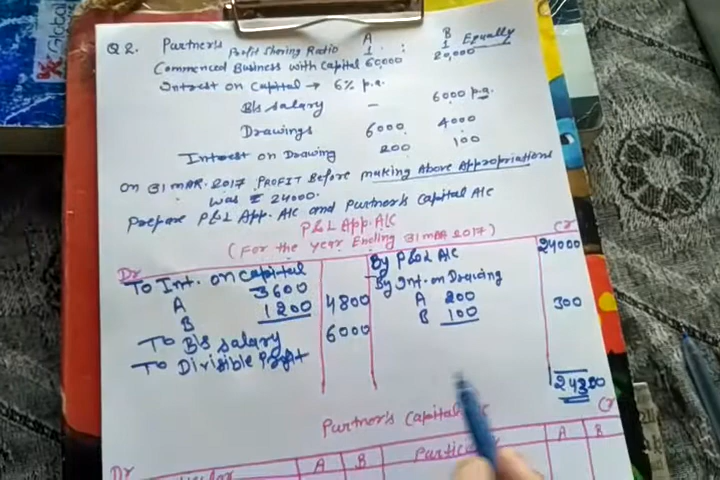 Global
Q2. Partners A B
Profit Sharing Ratio 1 : 1 Equally
Commenced Business with Capital 60,000 20,000
Interest on Capital → 6% p.a.
B's salary — 6000 p.a.
Drawings 6000 4000
Interest on Drawing 200 100
On 31 MAR. 2017 PROFIT Before making Above Appropriations
was ₹ 24000.
Prepare P&L App. A/c and Partner's Capital A/c
P&L App. A/c
(For the year Ending 31 MAR 2017)
Dr Cr
To Int. on capital By P&L A/c 24000
A 3600 By Int. on Drawing
B 1200 4800 A 200
To B's salary 6000 B 100 300
To Divisible Profit
24300
Partner's Capital A/c
Dr Cr
A B A B